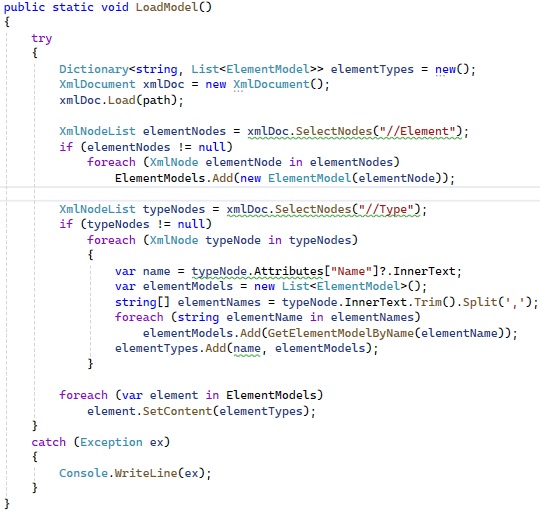 public static void LoadModel()
{
    try
    {
        Dictionary<string, List<ElementModel>> elementTypes = new();
        XmlDocument xmlDoc = new XmlDocument();
        xmlDoc.Load(path);

        XmlNodeList elementNodes = xmlDoc.SelectNodes("//Element");
        if (elementNodes != null)
            foreach (XmlNode elementNode in elementNodes)
                ElementModels.Add(new ElementModel(elementNode));

        XmlNodeList typeNodes = xmlDoc.SelectNodes("//Type");
        if (typeNodes != null)
            foreach (XmlNode typeNode in typeNodes)
            {
                var name = typeNode.Attributes["Name"]?.InnerText;
                var elementModels = new List<ElementModel>();
                string[] elementNames = typeNode.InnerText.Trim().Split(',');
                foreach (string elementName in elementNames)
                    elementModels.Add(GetElementModelByName(elementName));
                elementTypes.Add(name, elementModels);
            }

        foreach (var element in ElementModels)
            element.SetContent(elementTypes);
    }
    catch (Exception ex)
    {
        Console.WriteLine(ex);
    }
}